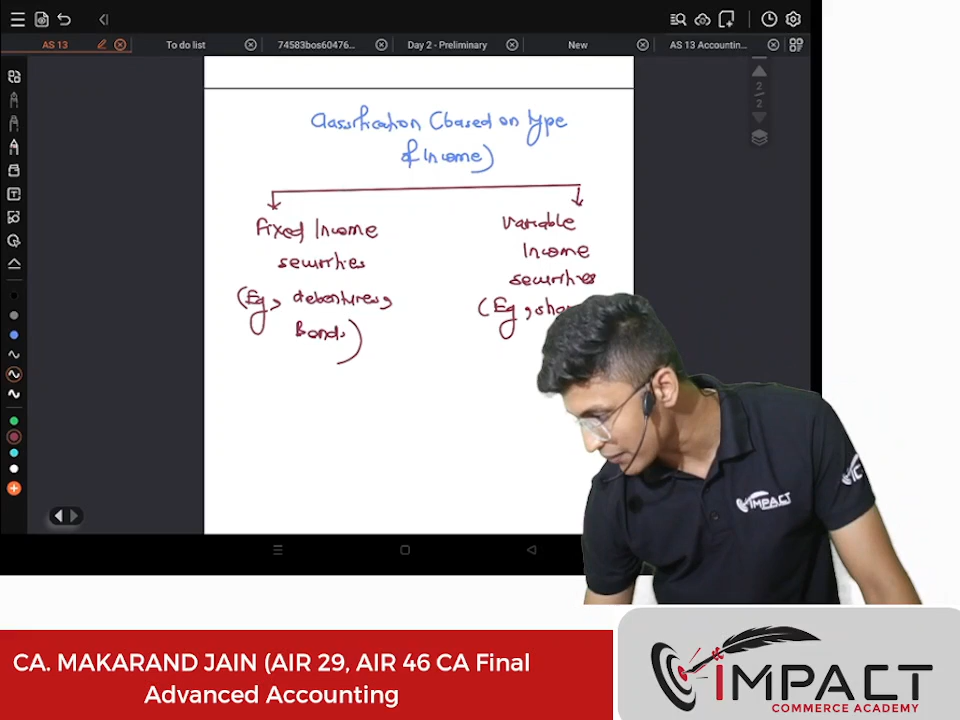 AS 13
To do list
74583bos60476...
Day 2 - Preliminary
New
AS 13 Accountin...
2
2
Classification (based on type
of Income)
Fixed Income
securities
(Eg, debentures,
Bonds)
Variable
Income
securities
(Eg, sha
IMPACT
CA. MAKARAND JAIN (AIR 29, AIR 46 CA Final
Advanced Accounting
IMPACT
COMMERCE ACADEMY